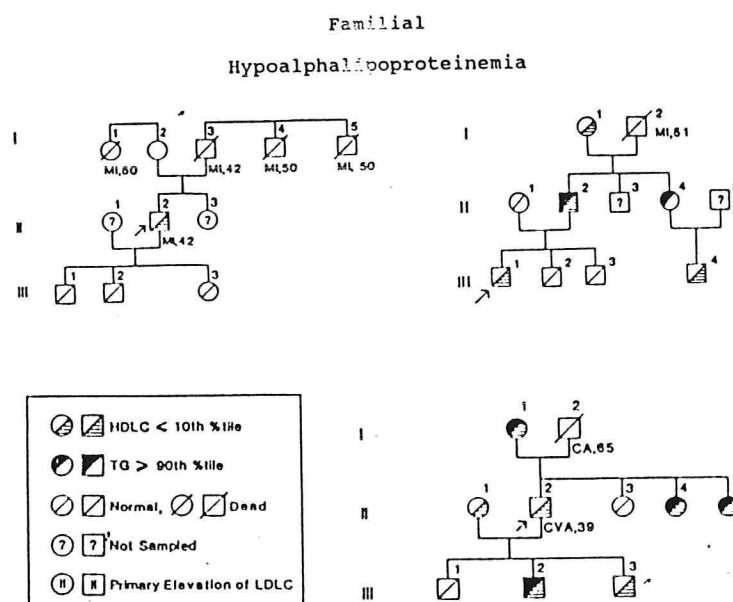 Familial
Hypoalphalipoproteinemia
I
1 2 3 4 5
MI,60 MI,42 MI,50 MI,50
II
1 2 3
? ?
MI,42
III
1 2 3
I
1 2
MI,61
II
1 2 3 4
? ?
III
1 2 3 4
HDLC < 10th %tile
TG > 90th %tile
Normal, Dead
? ? Not Sampled
N N Primary Elevation of LDLC
I
1 2
CA,65
II
1 2 3 4
CVA,39
III
1 2 3